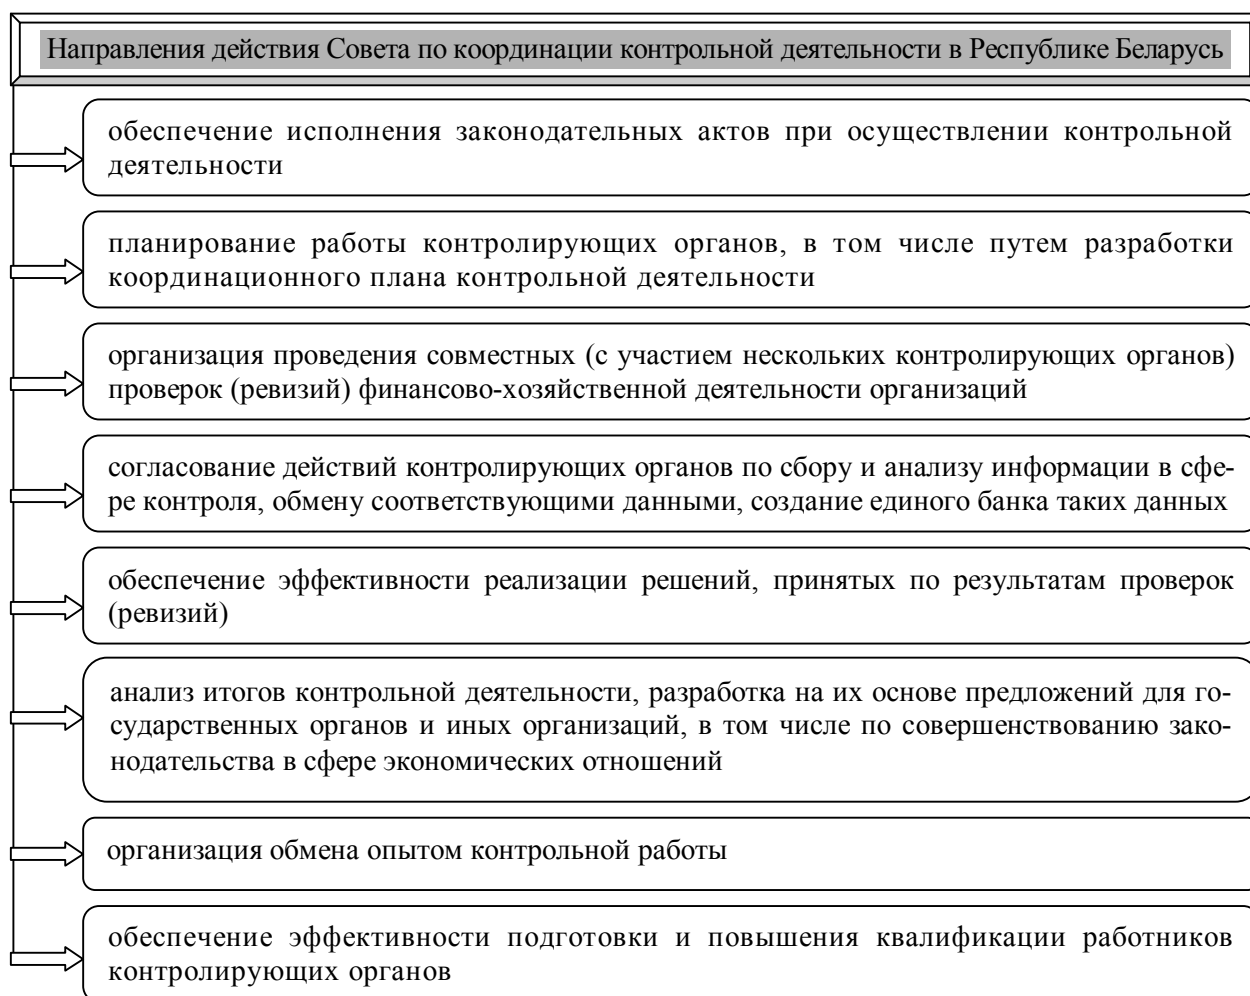 Направления действия Совета по координации контрольной деятельности в Республике Беларусь
обеспечение исполнения законодательных актов при осуществлении контрольной
деятельности
планирование работы контролирующих органов, в том числе путем разработки
координационного плана контрольной деятельности
организация проведения совместных (с участием нескольких контролирующих органов)
проверок (ревизий) финансово-хозяйственной деятельности организаций
согласование действий контролирующих органов по сбору и анализу информации в сфе-
ре контроля, обмену соответствующими данными, создание единого банка таких данных
обеспечение эффективности реализации решений, принятых по результатам проверок
(ревизий)
анализ итогов контрольной деятельности, разработка на их основе предложений для го-
сударственных органов и иных организаций, в том числе по совершенствованию зако-
нодательства в сфере экономических отношений
организация обмена опытом контрольной работы
обеспечение эффективности подготовки и повышения квалификации работников
контролирующих органов